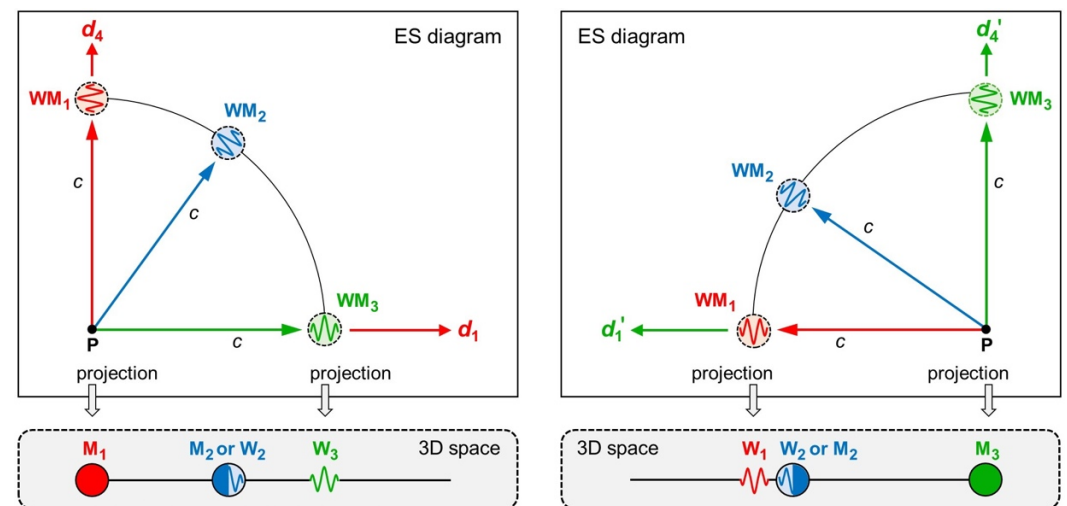 ES diagram
d₄
WM₁
WM₂
c
c
WM₃
P
c
d₁
projection
projection
M₁
M₂ or W₂
W₃
3D space
ES diagram
d₄'
WM₃
WM₂
c
c
WM₁
d₁'
c
P
projection
projection
3D space
W₁
W₂ or M₂
M₃